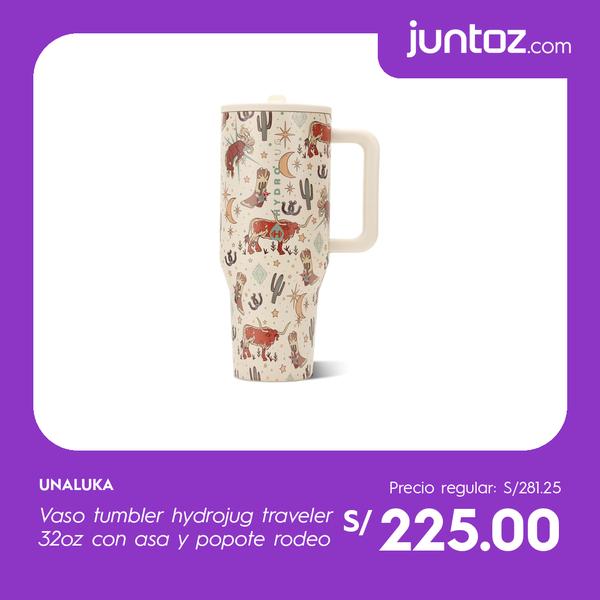 juntoz.com
HYDROJUG
UNALUKA
Vaso tumbler hydrojug traveler
32oz con asa y popote rodeo
Precio regular: S/281.25
S/ 225.00